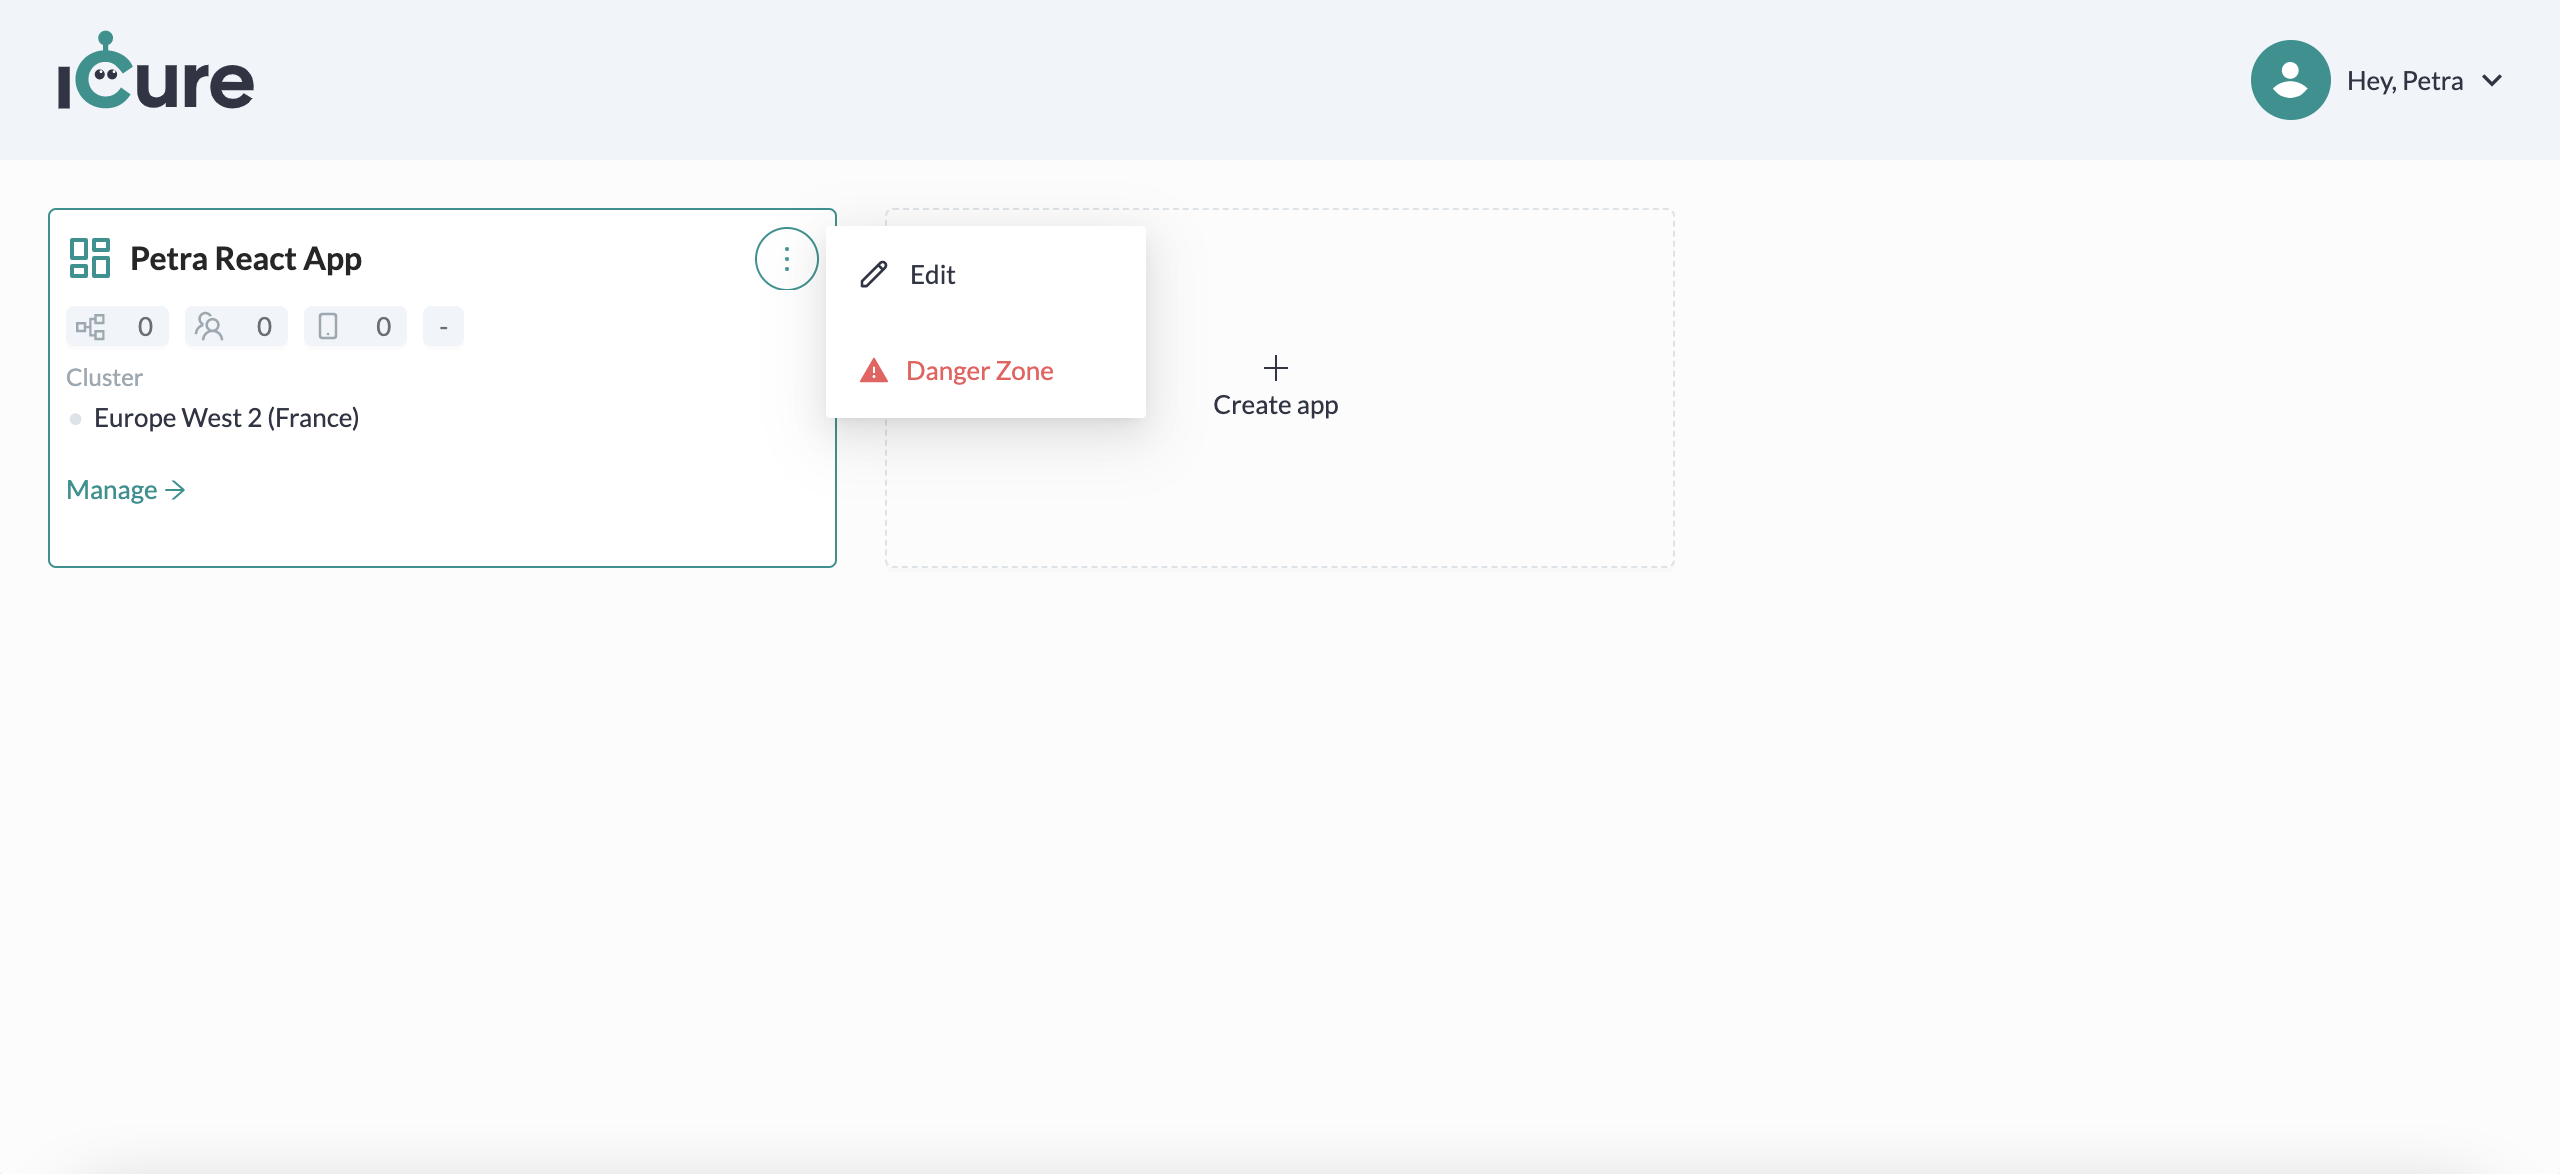 iCure
Hey, Petra
Petra React App
0 0 0 -
Cluster
Europe West 2 (France)
Manage
Edit
Danger Zone
Create app